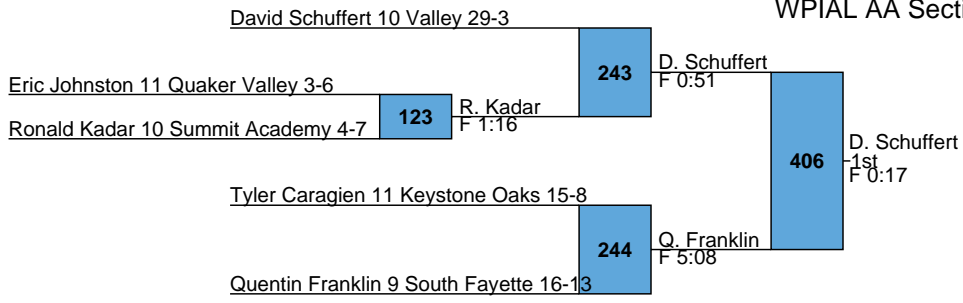 WPIAL AA Secti
David Schuffert 10 Valley 29-3
243
D. Schuffert
F 0:51
Eric Johnston 11 Quaker Valley 3-6
123
R. Kadar
F 1:16
Ronald Kadar 10 Summit Academy 4-7
406
D. Schuffert
1st
F 0:17
Tyler Caragien 11 Keystone Oaks 15-8
244
Q. Franklin
F 5:08
Quentin Franklin 9 South Fayette 16-13